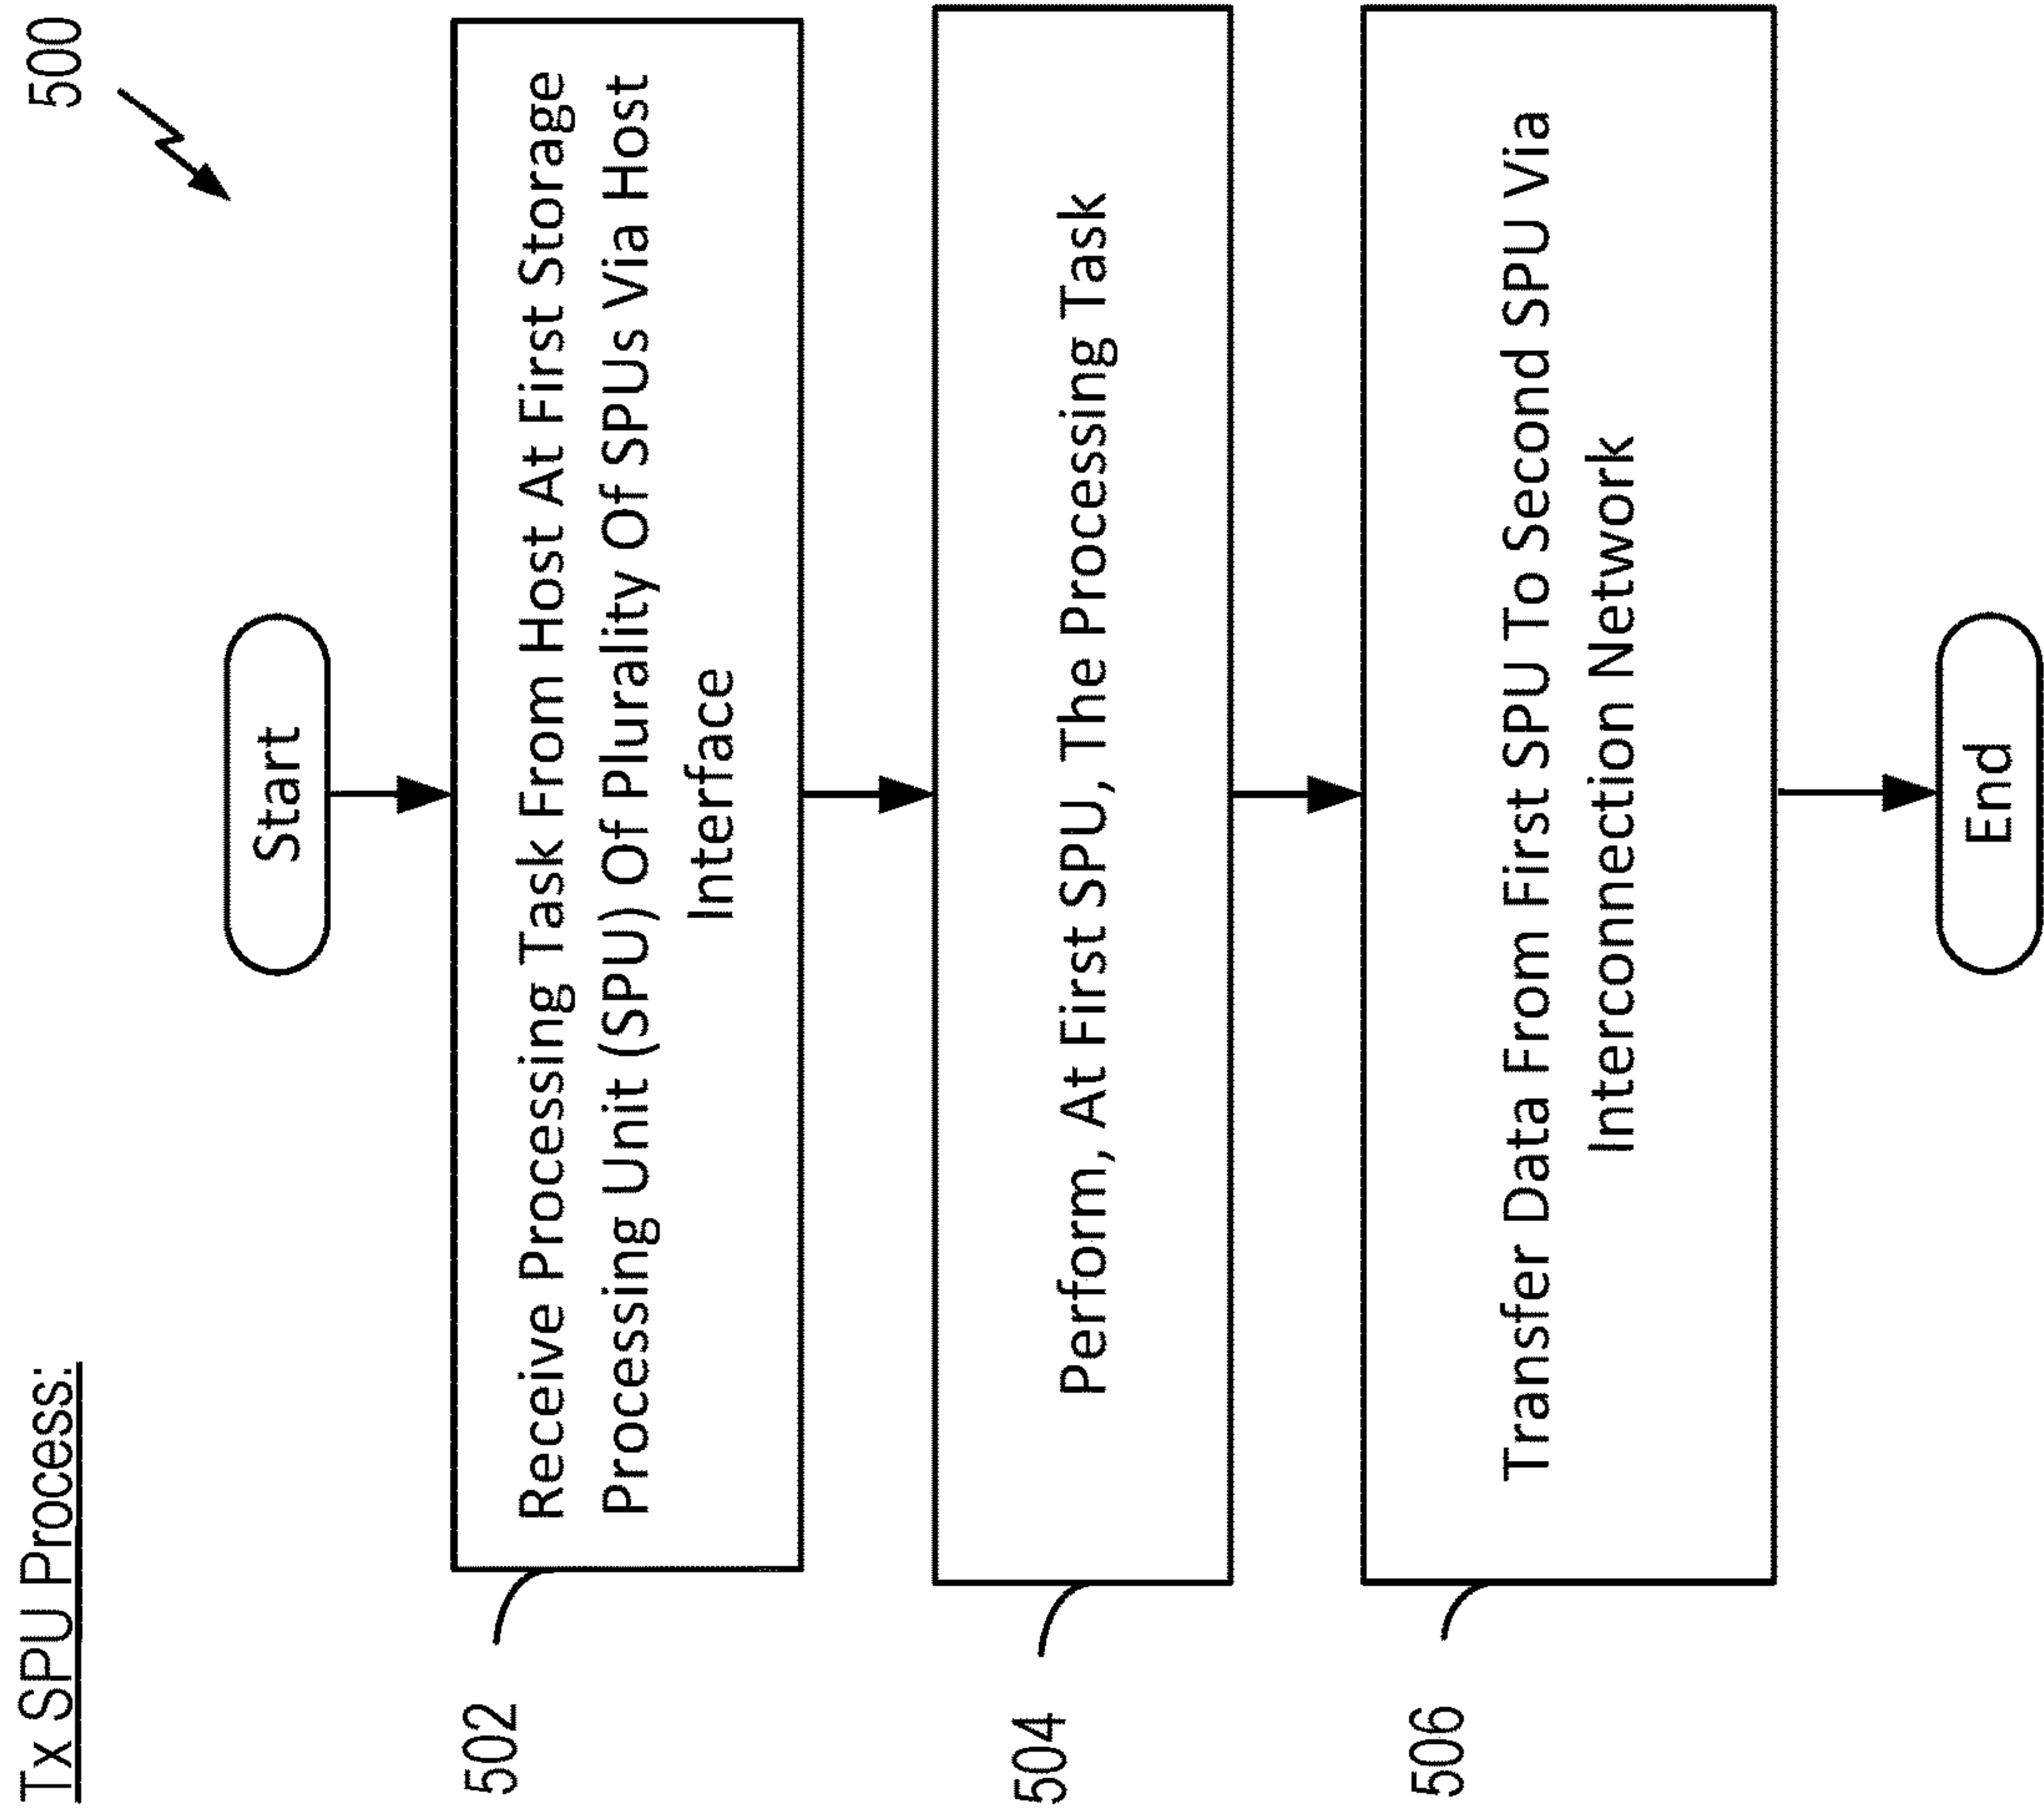 Tx SPU Process:
500
Start
502
Receive Processing Task From Host At First Storage
Processing Unit (SPU) Of Plurality Of SPUs Via Host
Interface
504
Perform, At First SPU, The Processing Task
506
Transfer Data From First SPU To Second SPU Via
Interconnection Network
End